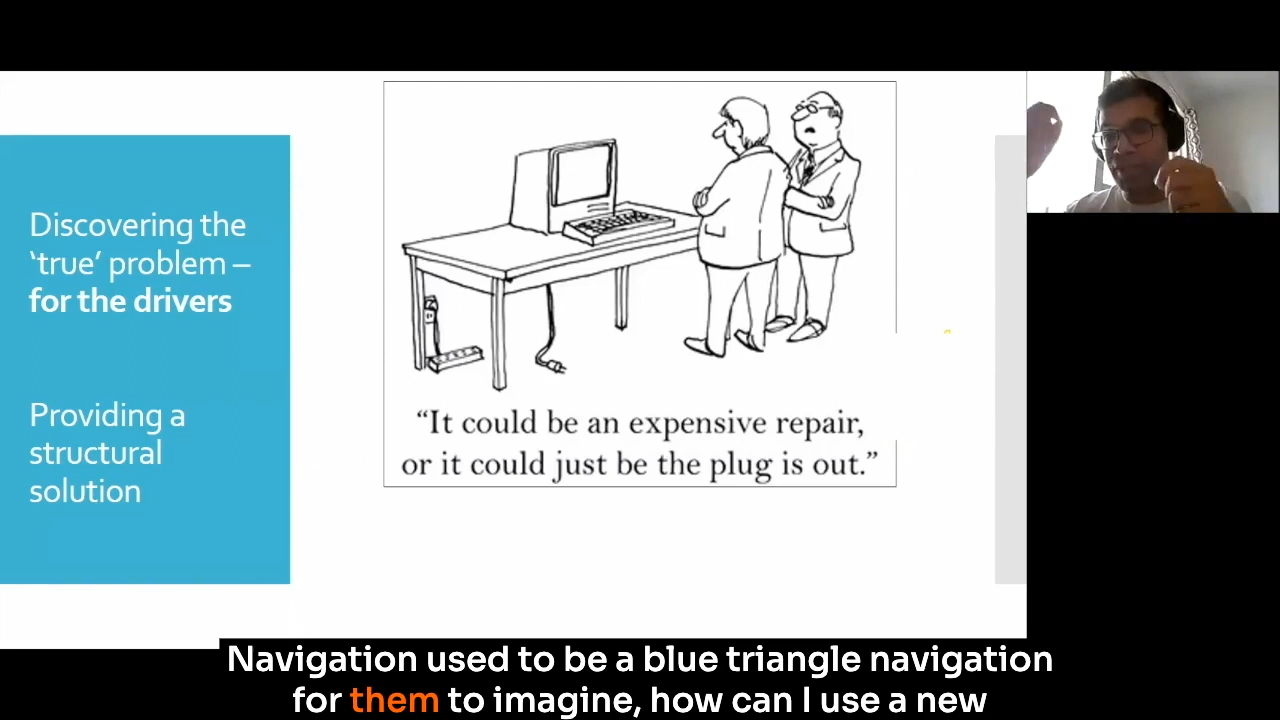 Discovering the
‘true’ problem –
for the drivers
Providing a
structural
solution
“It could be an expensive repair,
or it could just be the plug is out.”
Navigation used to be a blue triangle navigation
for them to imagine, how can I use a new